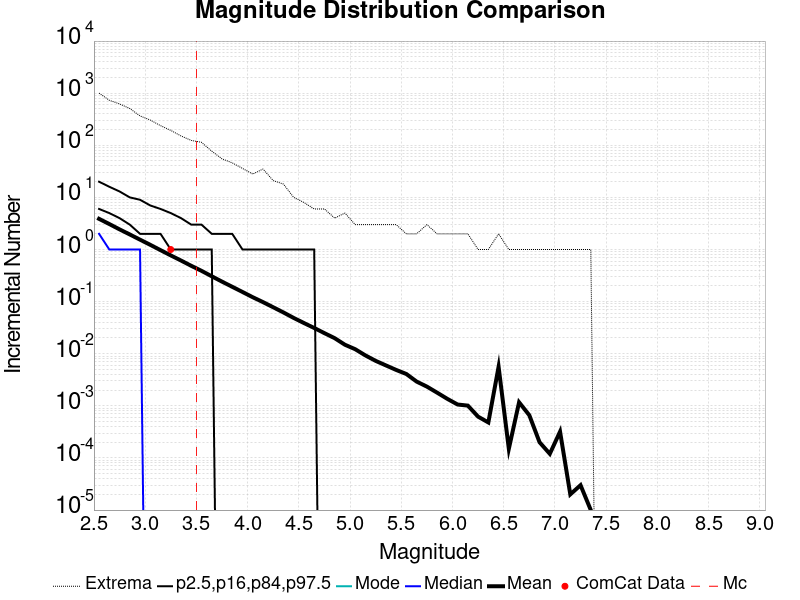 Magnitude Distribution Comparison
10 4
10 3
10 2
10 1
10 0
10 -1
10 -2
10 -3
10 -4
10 -5
Incremental Number
2.5 3.0 3.5 4.0 4.5 5.0 5.5 6.0 6.5 7.0 7.5 8.0 8.5 9.0
Magnitude
Extrema p2.5,p16,p84,p97.5 Mode Median Mean ComCat Data Mc